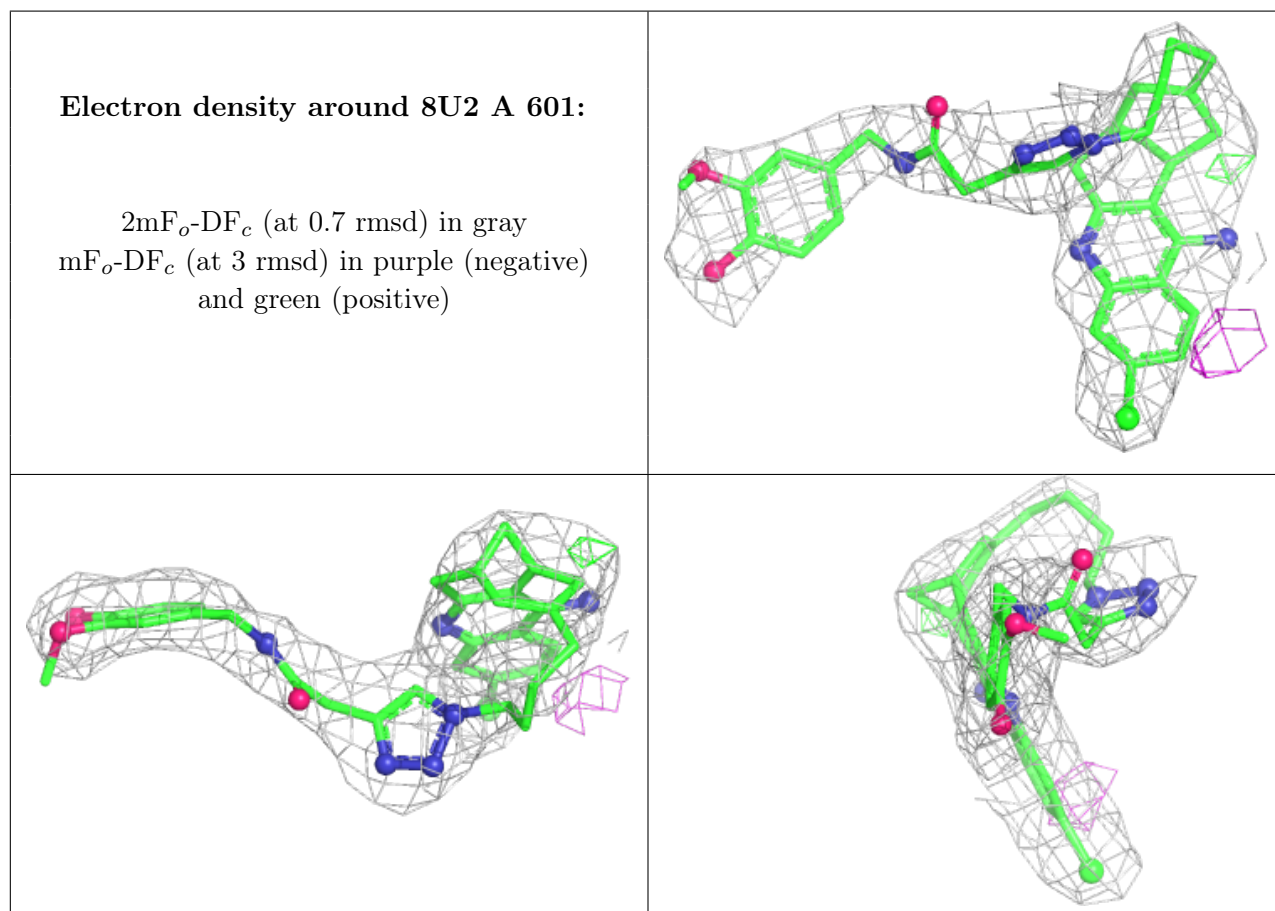 Electron density around 8U2 A 601:
2mFₒ-DF𝒸 (at 0.7 rmsd) in gray
mFₒ-DF𝒸 (at 3 rmsd) in purple (negative)
and green (positive)